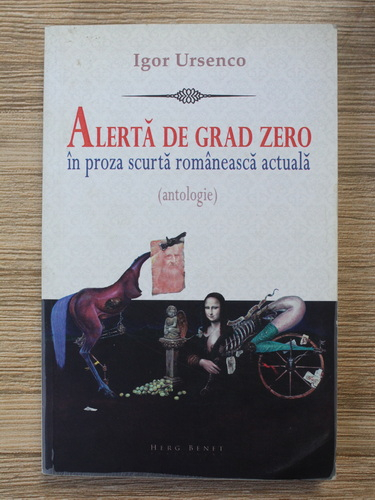 Igor Ursenco
ALERTĂ DE GRAD ZERO
în proza scurtă românească actuală
(antologie)
HERG BENET